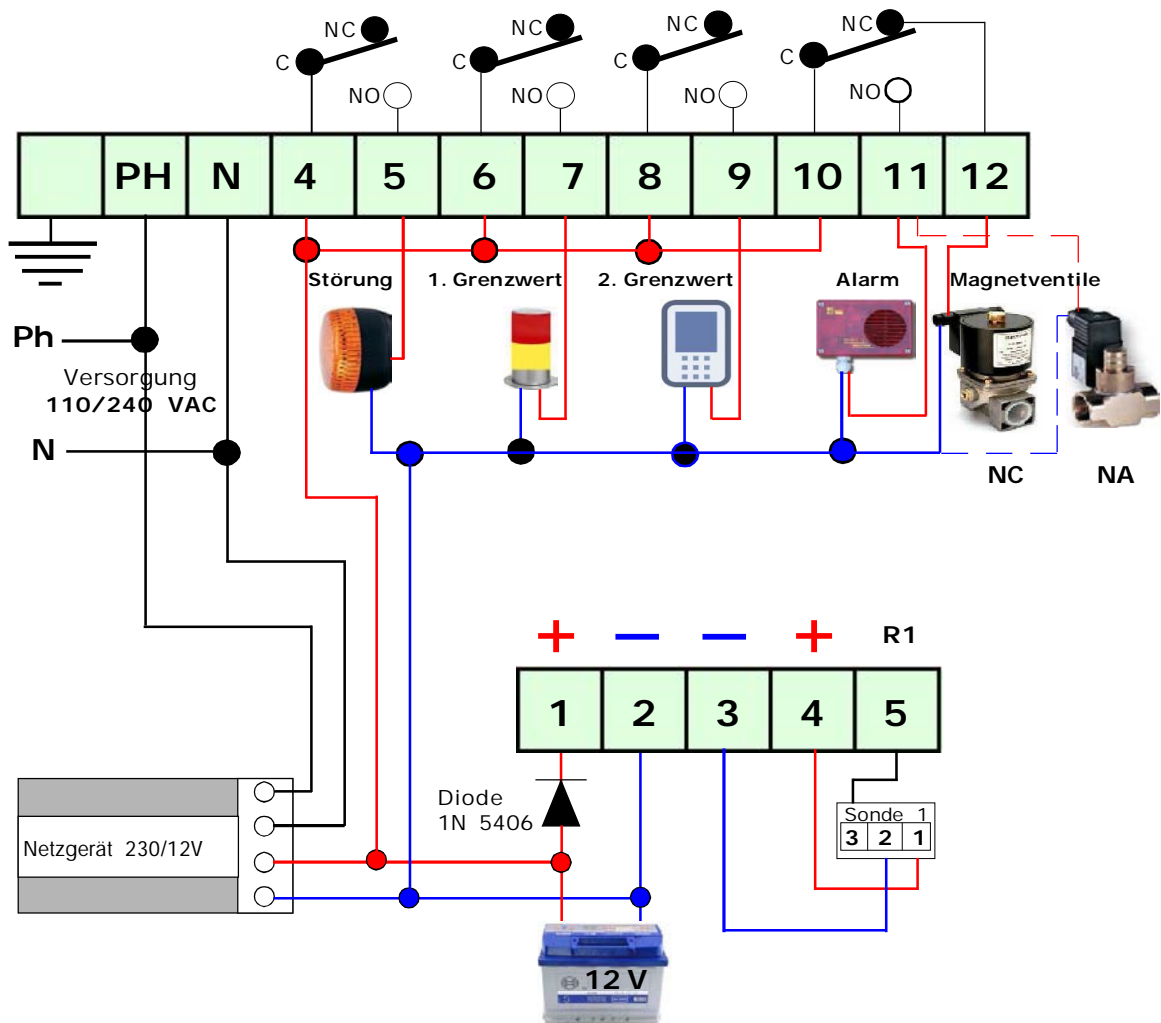 NC
NC
NC
NC
C
C
C
C
NO
NO
NO
NO
PH N 4 5 6 7 8 9 10 11 12
Störung 1. Grenzwert 2. Grenzwert Alarm Magnetventile
Ph
Versorgung
110/240 VAC
N
NC NA
+ — — + R1
1 2 3 4 5
Diode
1N 5406
Sonde 1
3 2 1
Netzgerät 230/12V
12 V